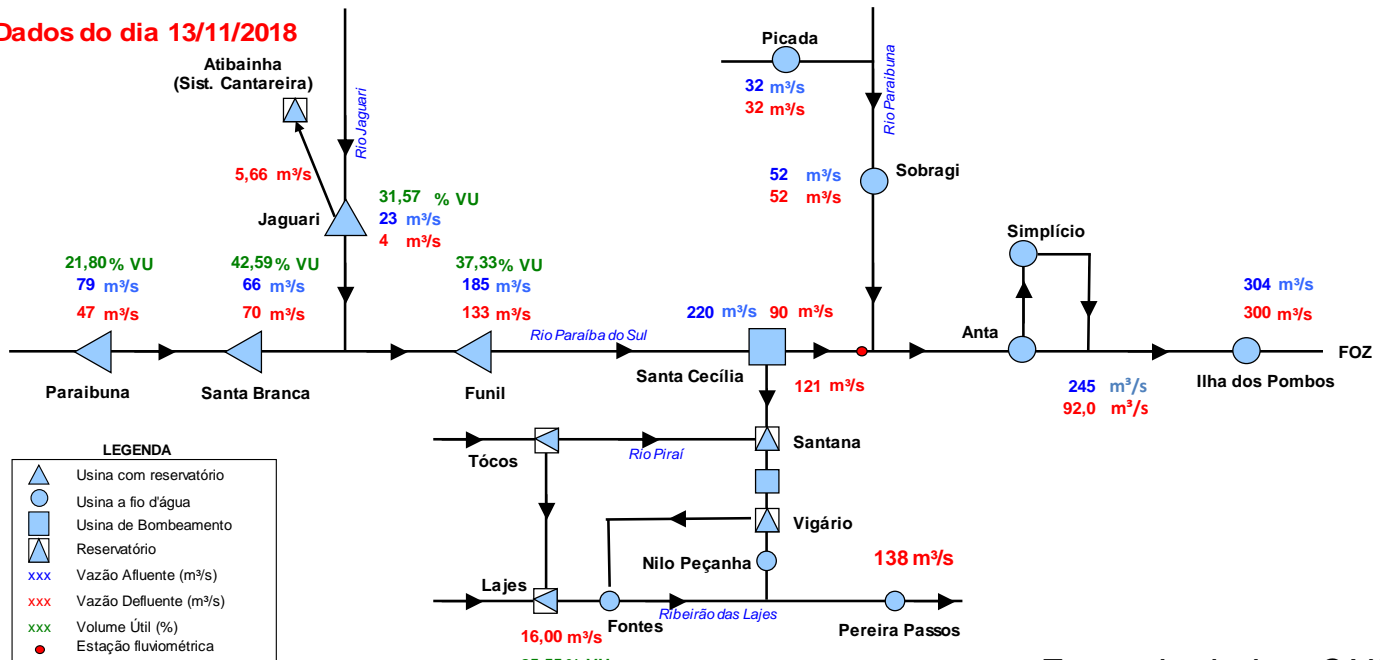 Dados do dia 13/11/2018
Atibainha
(Sist. Cantareira)
Rio Jaguari
5,66 m³/s
Jaguari
31,57 % VU
23 m³/s
4 m³/s
Picada
32 m³/s
32 m³/s
Rio Paraibuna
52 m³/s
52 m³/s
Sobragi
Simplício
21,80 % VU
79 m³/s
47 m³/s
Paraibuna
42,59 % VU
66 m³/s
70 m³/s
Santa Branca
37,33 % VU
185 m³/s
133 m³/s
Funil
Rio Paraíba do Sul
220 m³/s 90 m³/s
Santa Cecília
121 m³/s
Anta
245 m³/s
92,0 m³/s
304 m³/s
300 m³/s
Ilha dos Pombos
FOZ
Tócos
Rio Piraí
Santana
Vigário
Nilo Peçanha
138 m³/s
Lajes
16,00 m³/s
Fontes
Ribeirão das Lajes
Pereira Passos
LEGENDA
Usina com reservatório
Usina a fio d'água
Usina de Bombeamento
Reservatório
xxx Vazão Afluente (m³/s)
xxx Vazão Defluente (m³/s)
xxx Volume Útil (%)
Estação fluviométrica